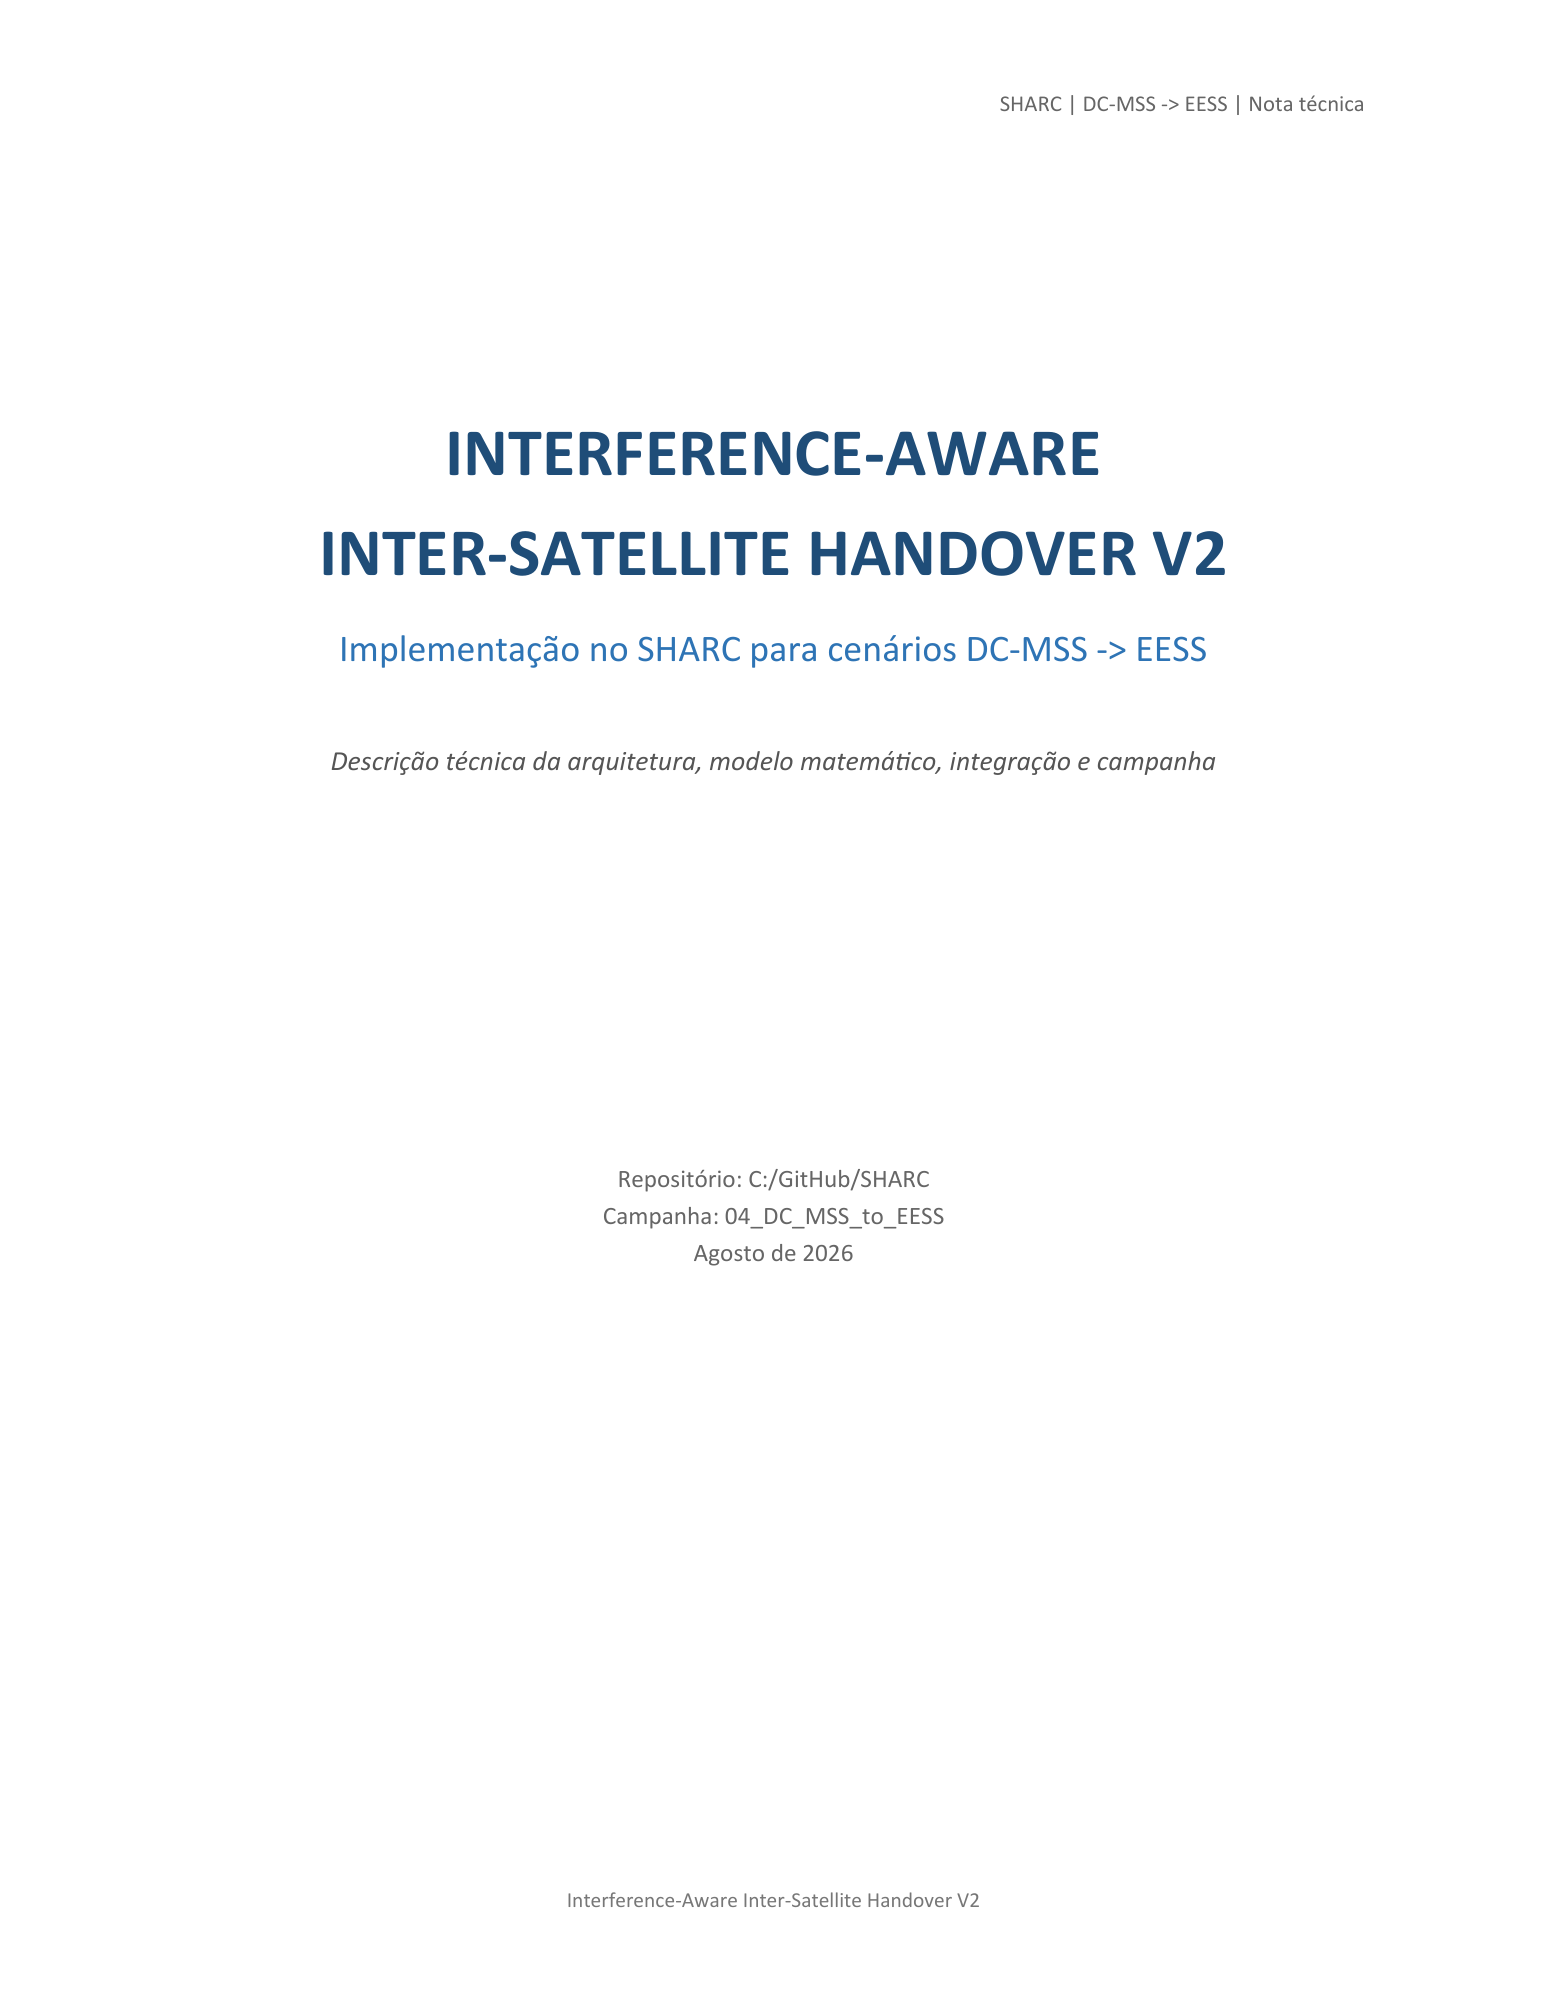 SHARC | DC-MSS -> EESS | Nota técnica
INTERFERENCE-AWARE
INTER-SATELLITE HANDOVER V2
Implementação no SHARC para cenários DC-MSS -> EESS
Descrição técnica da arquitetura, modelo matemático, integração e campanha
Repositório: C:/GitHub/SHARC
Campanha: 04_DC_MSS_to_EESS
Agosto de 2026
Interference-Aware Inter-Satellite Handover V2